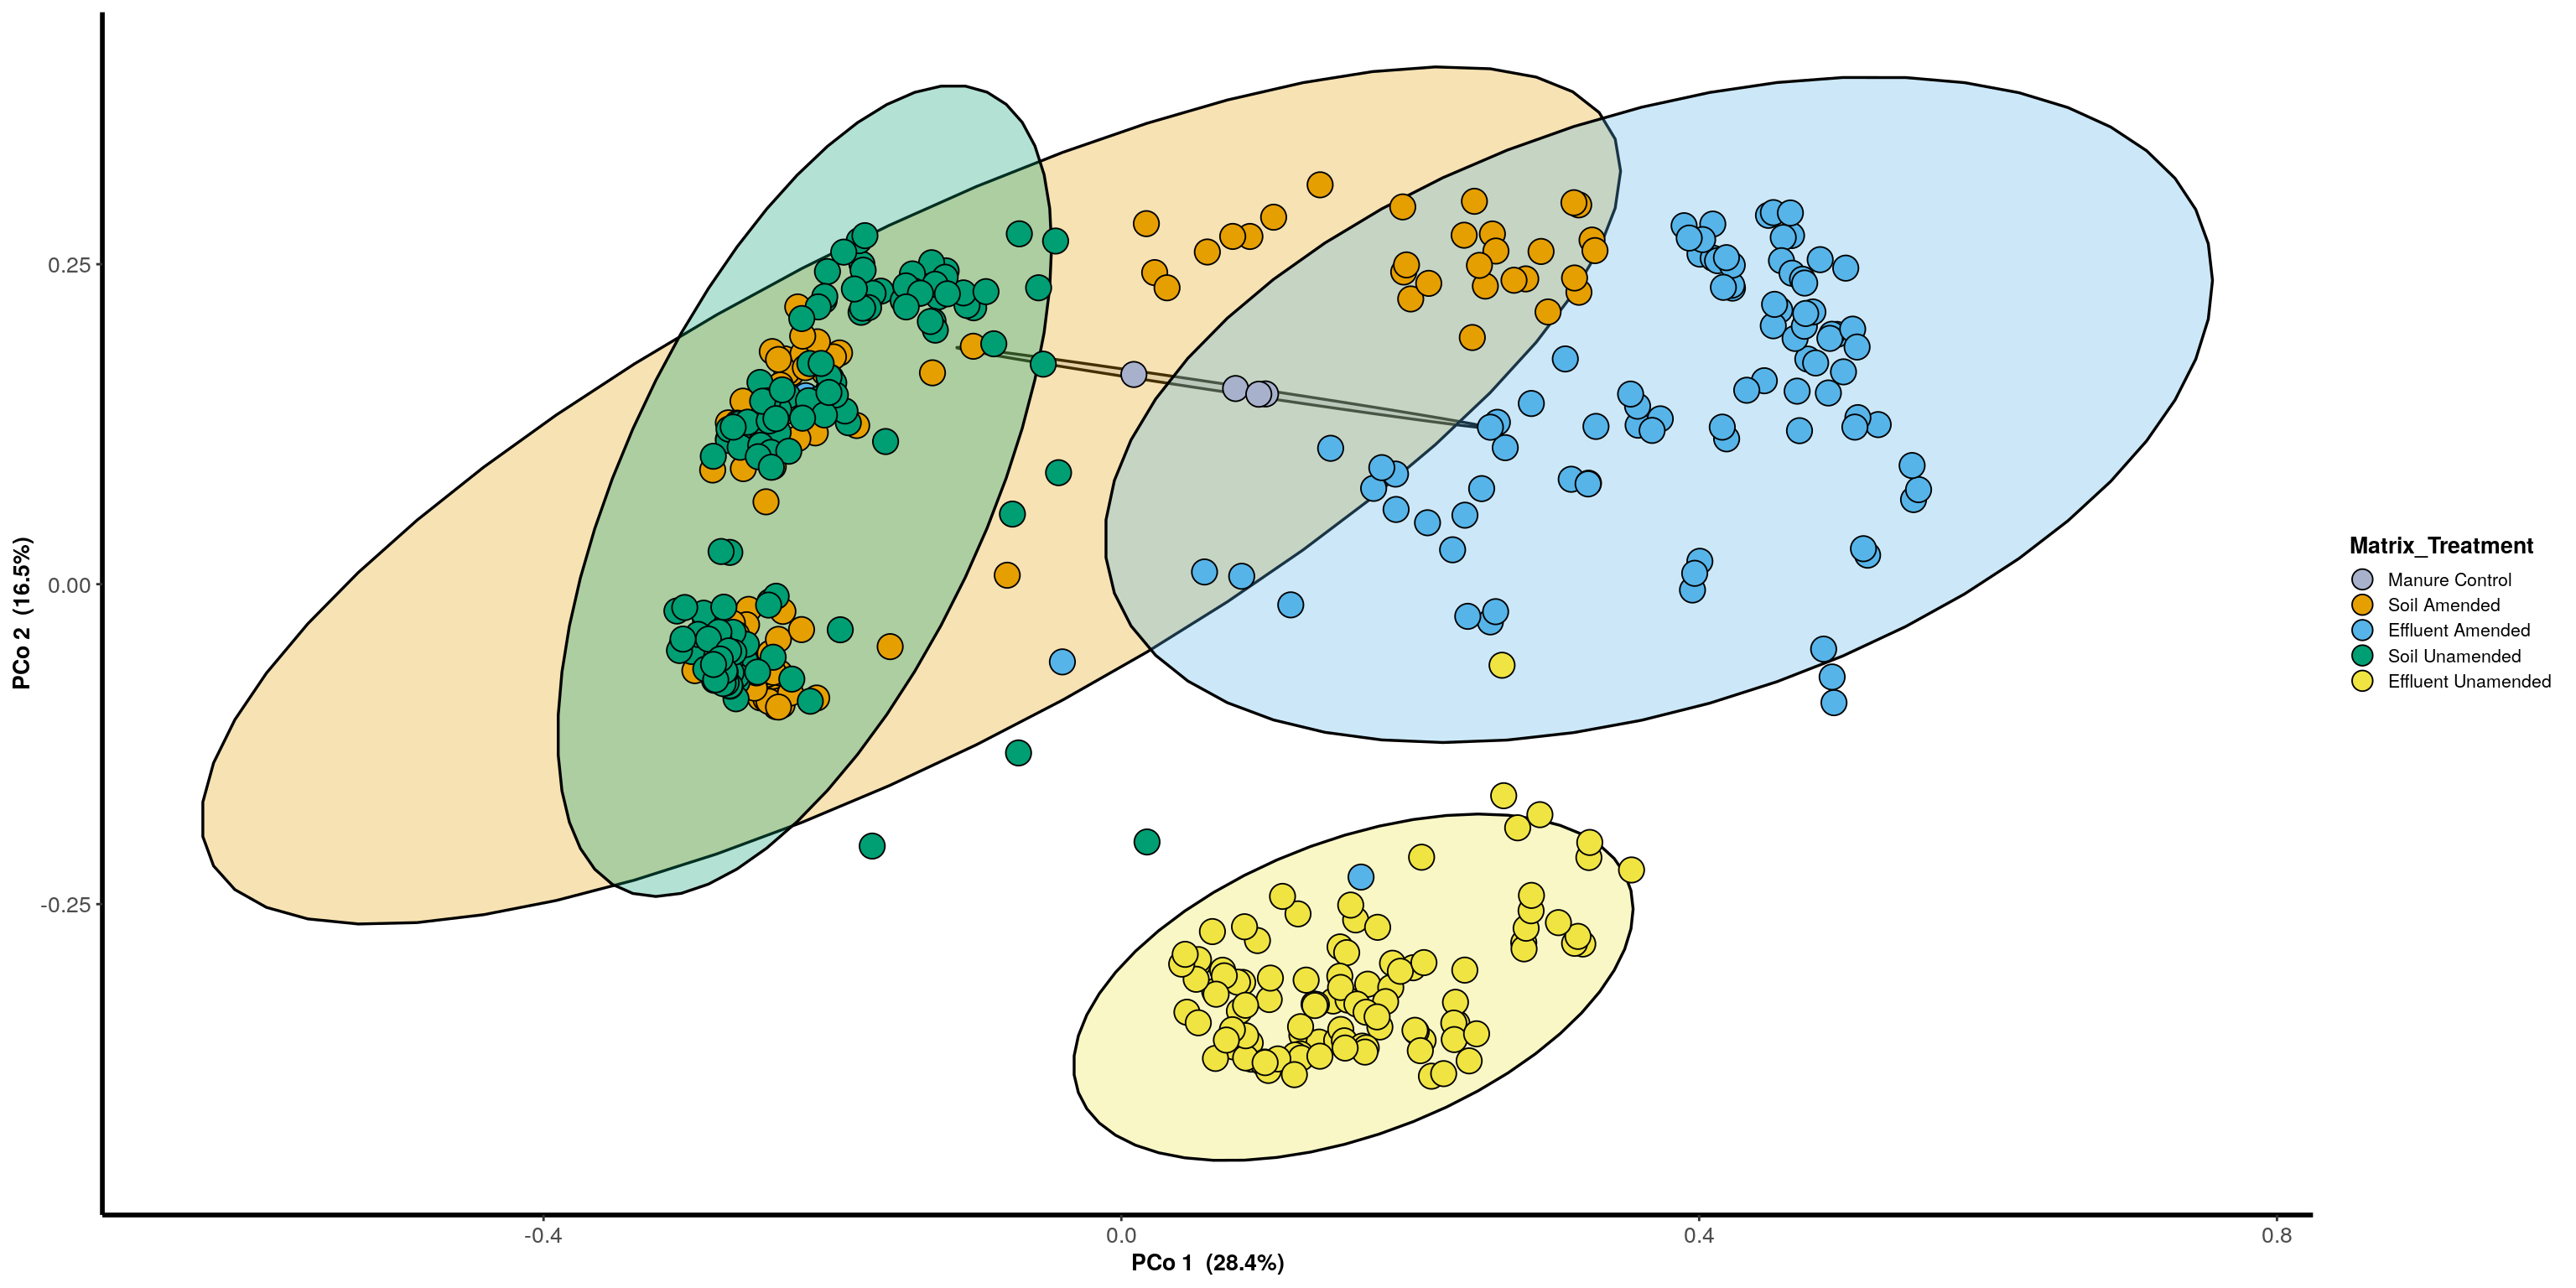 0.25
0.00
-0.25
PCo 2 (16.5%)
-0.4
0.0
0.4
0.8
PCo 1 (28.4%)
Matrix_Treatment
Manure Control
Soil Amended
Effluent Amended
Soil Unamended
Effluent Unamended